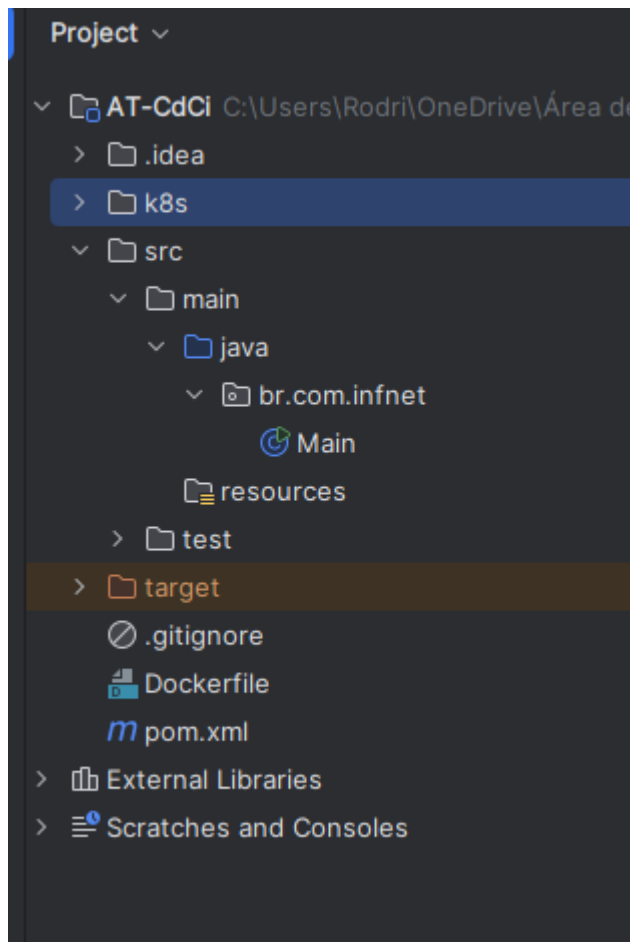 Project
AT-CdCi C:\Users\Rodri\OneDrive\Área de
.idea
k8s
src
main
java
br.com.infnet
Main
resources
test
target
.gitignore
Dockerfile
m pom.xml
External Libraries
Scratches and Consoles